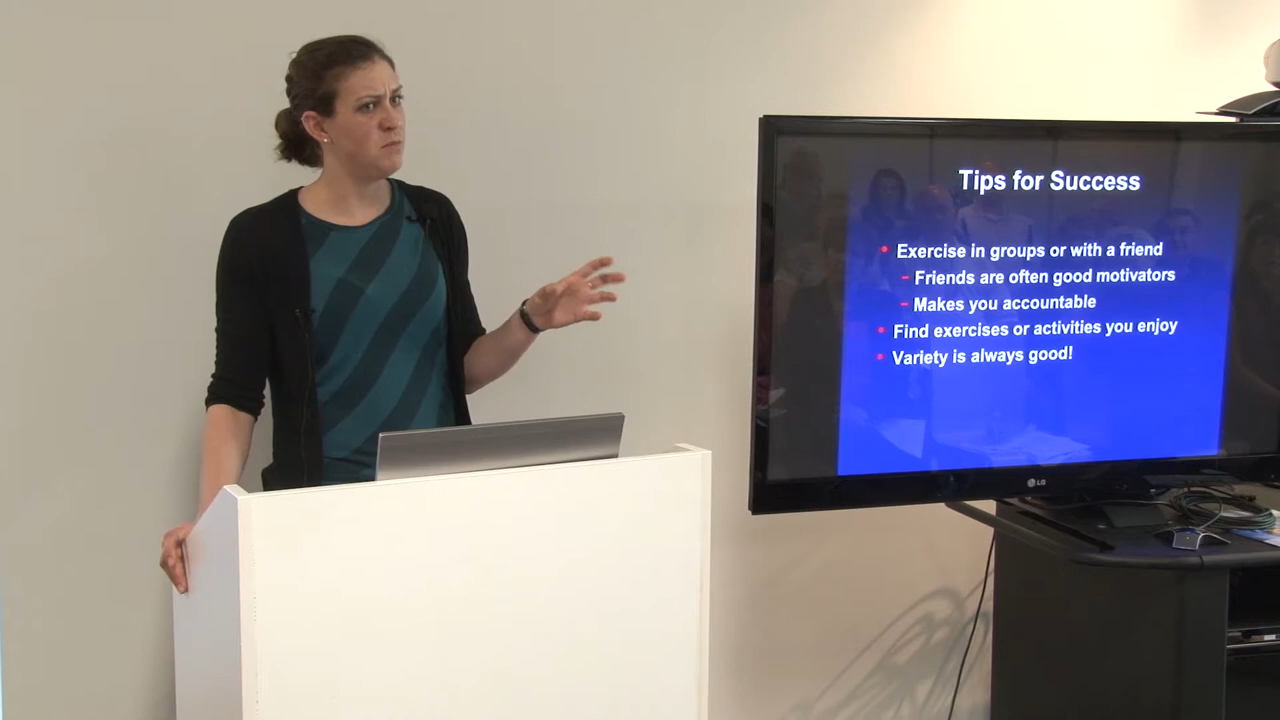 Tips for Success
Exercise in groups or with a friend
Friends are often good motivators
Makes you accountable
Find exercises or activities you enjoy
Variety is always good!
LG